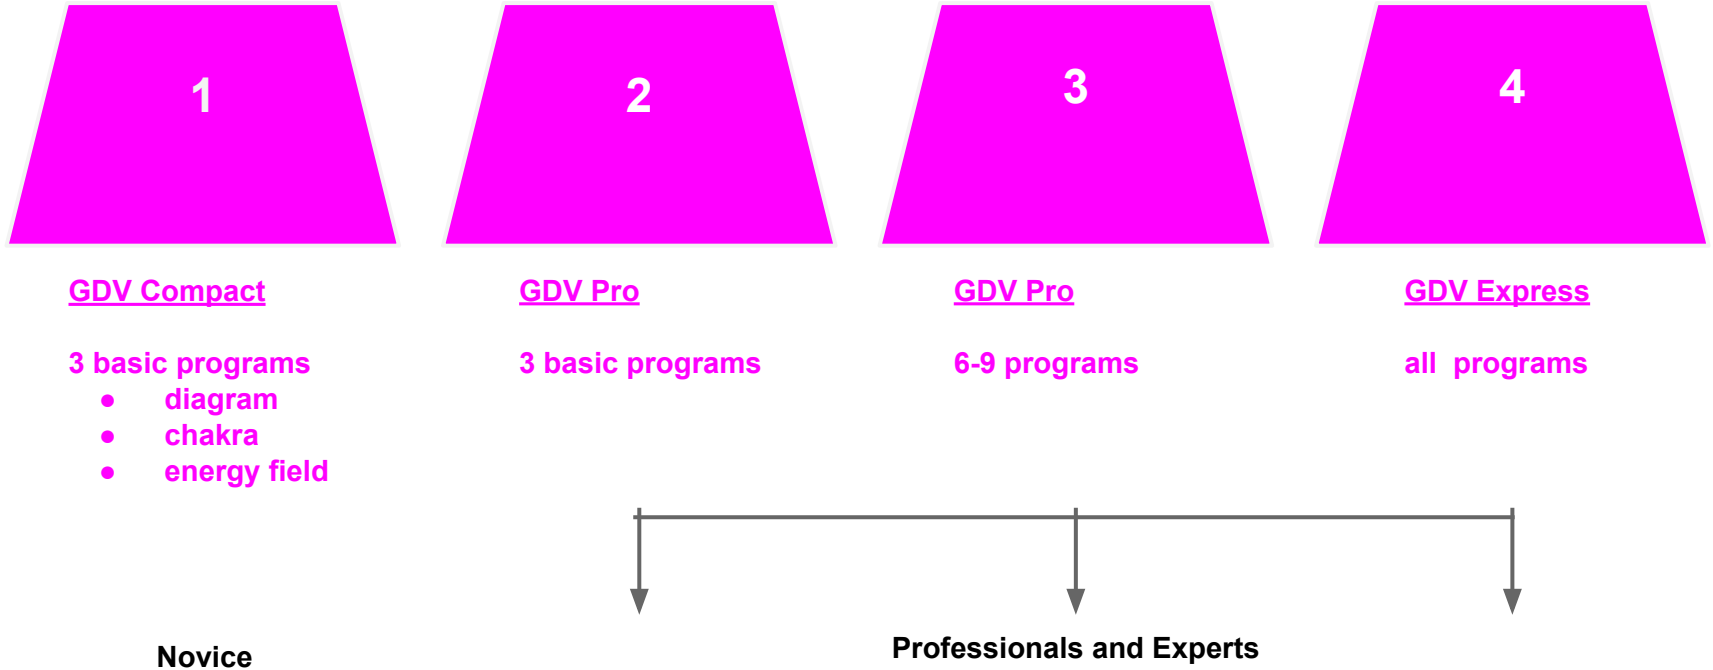 1
2
3
4
GDV Compact
3 basic programs
● diagram
● chakra
● energy field
GDV Pro
3 basic programs
GDV Pro
6-9 programs
GDV Express
all programs
Novice
Professionals and Experts